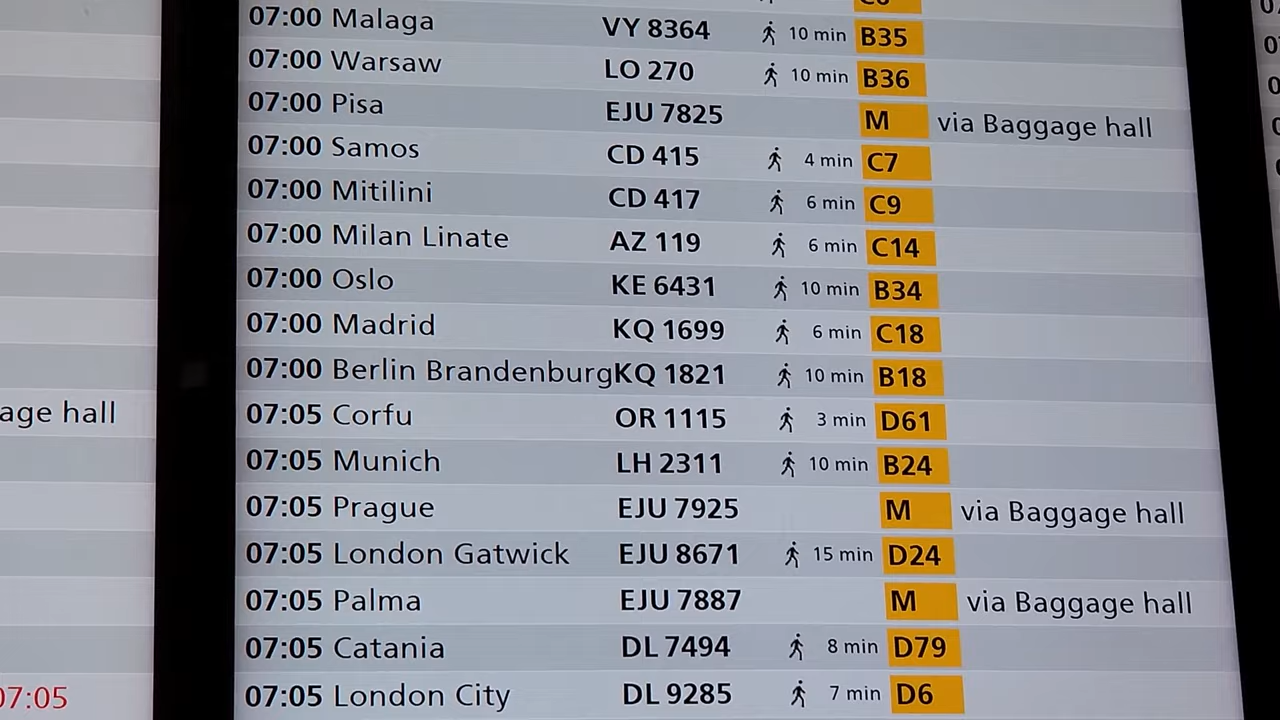 07:00 Malaga VY 8364 10 min B35
07:00 Warsaw LO 270 10 min B36
07:00 Pisa EJU 7825 M via Baggage hall
07:00 Samos CD 415 4 min C7
07:00 Mitilini CD 417 6 min C9
07:00 Milan Linate AZ 119 6 min C14
07:00 Oslo KE 6431 10 min B34
07:00 Madrid KQ 1699 6 min C18
07:00 Berlin Brandenburg KQ 1821 10 min B18
07:05 Corfu OR 1115 3 min D61
07:05 Munich LH 2311 10 min B24
07:05 Prague EJU 7925 M via Baggage hall
07:05 London Gatwick EJU 8671 15 min D24
07:05 Palma EJU 7887 M via Baggage hall
07:05 Catania DL 7494 8 min D79
07:05 London City DL 9285 7 min D6
age hall
07:05